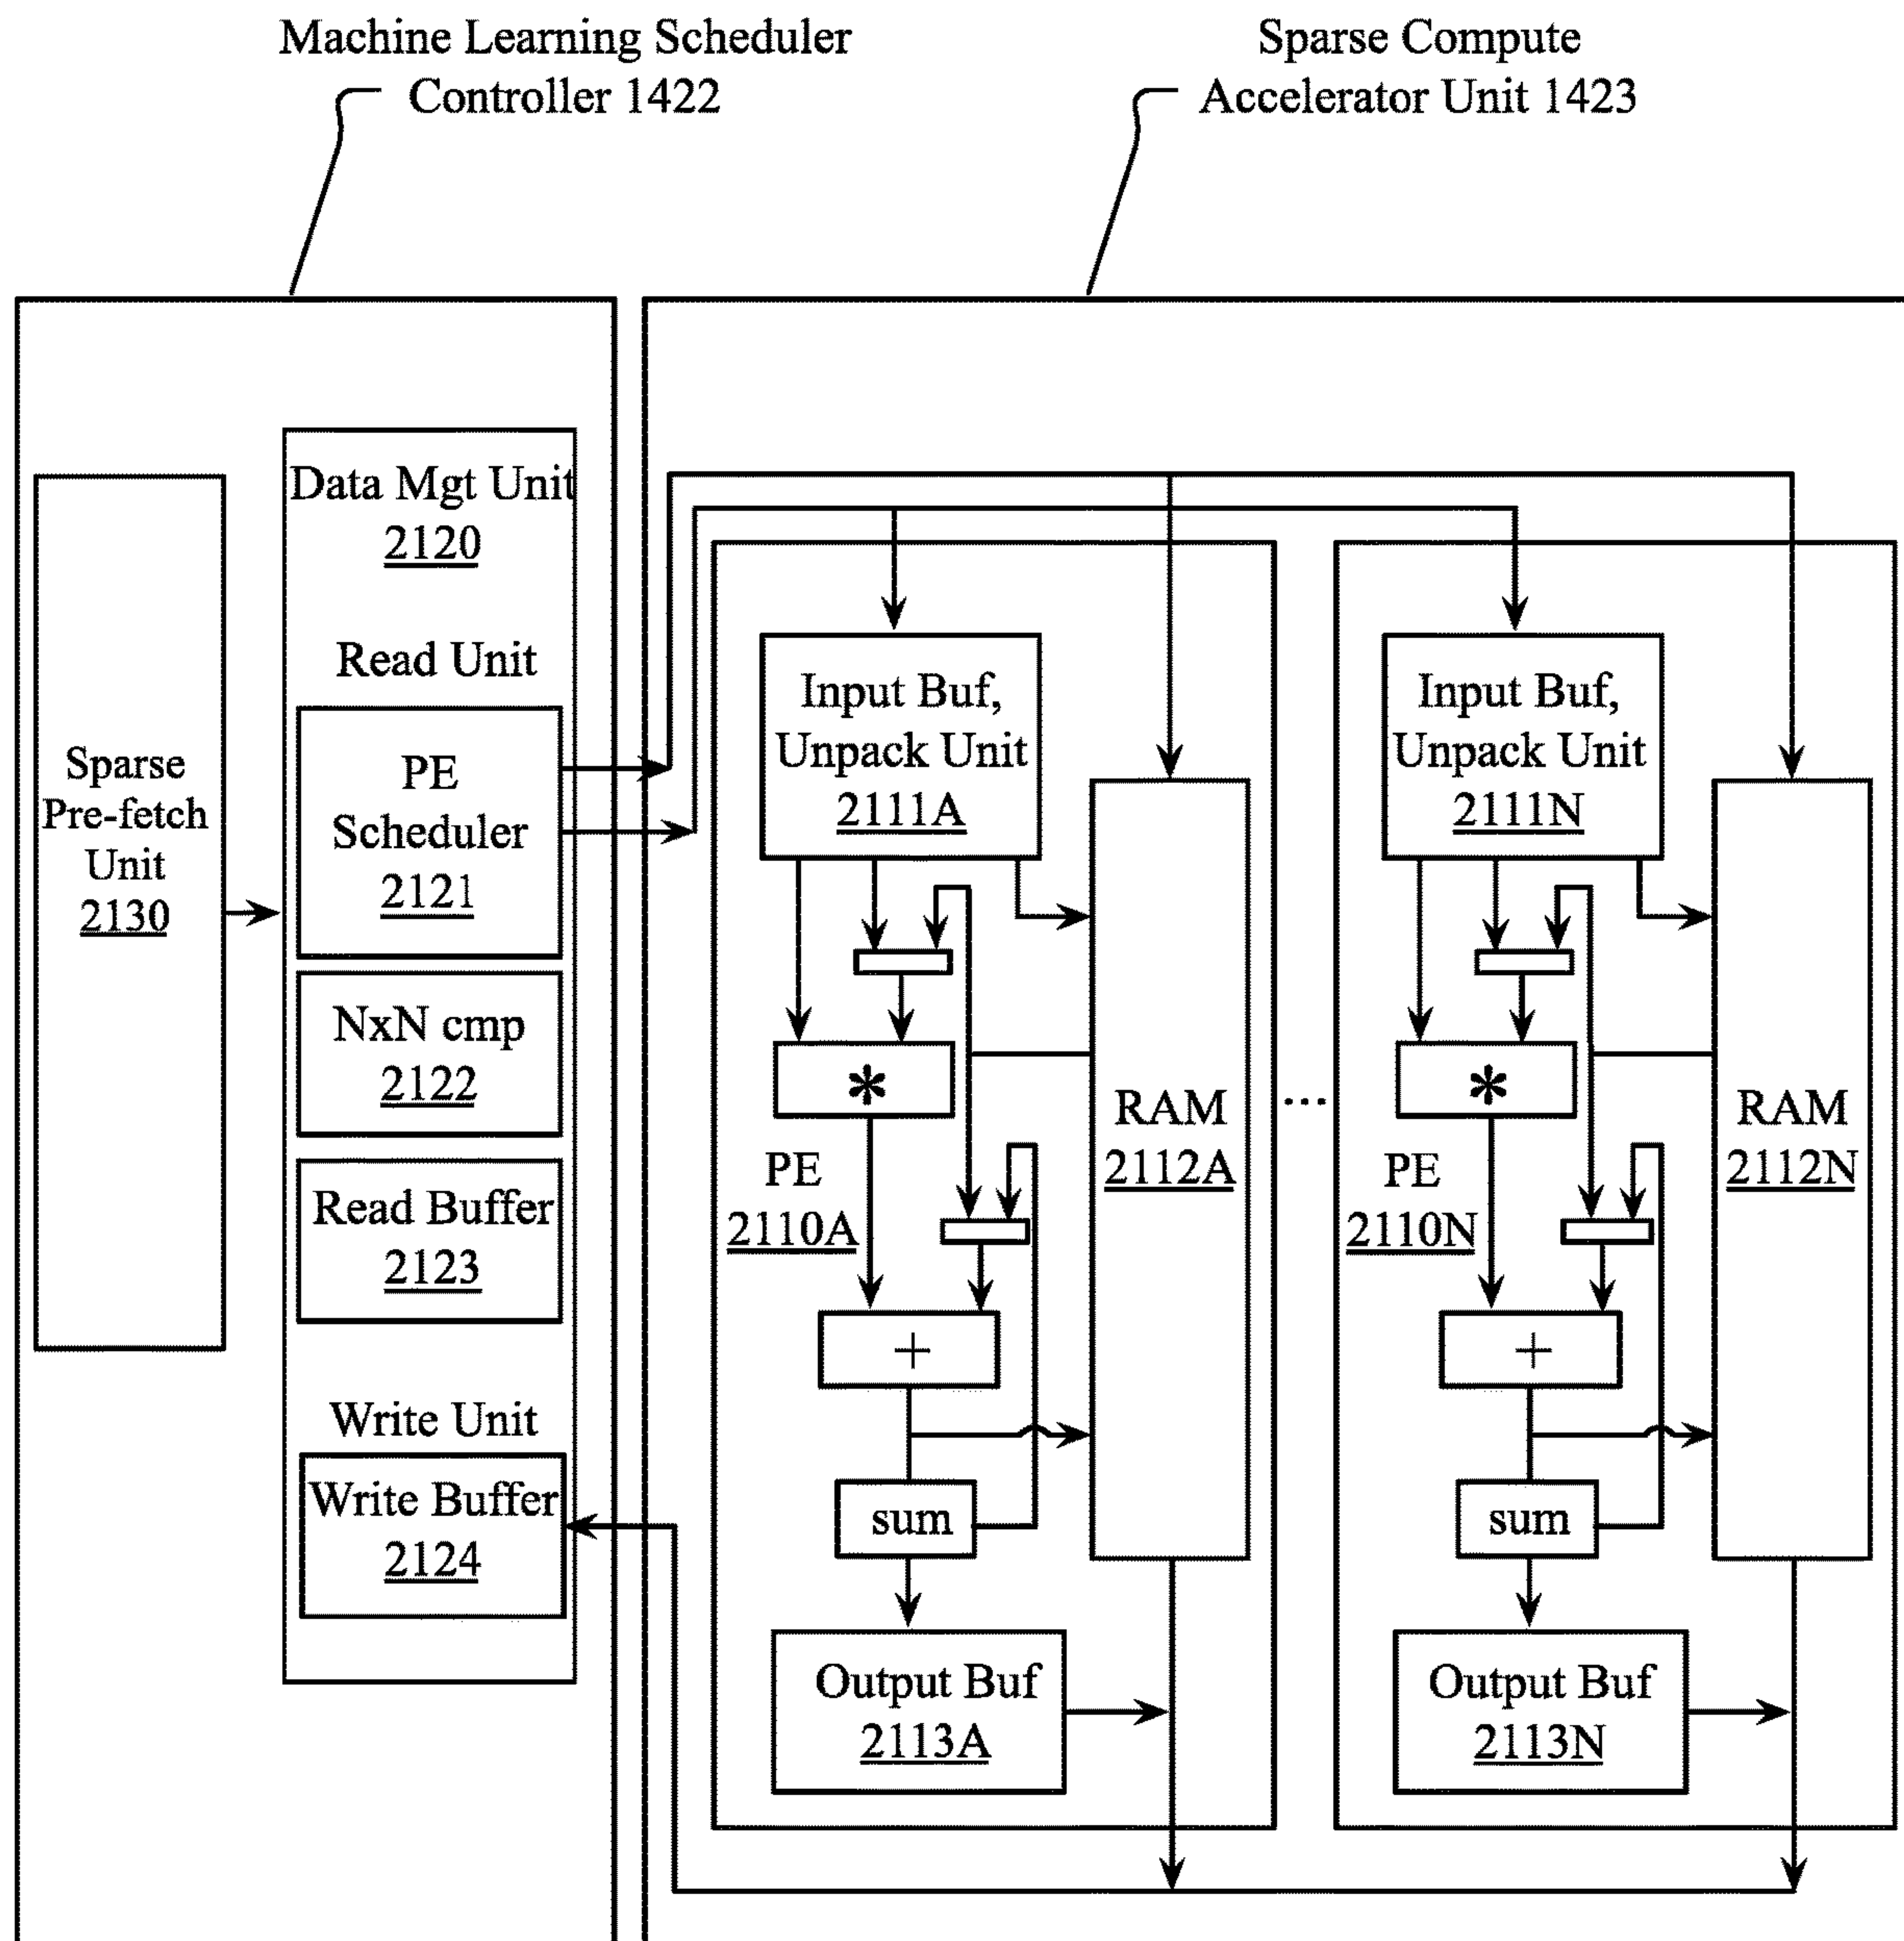 Machine Learning Scheduler
Controller 1422
Sparse Compute
Accelerator Unit 1423
Sparse
Pre-fetch
Unit
2130
Data Mgt Unit
2120
Read Unit
PE
Scheduler
2121
NxN cmp
2122
Read Buffer
2123
Write Unit
Write Buffer
2124
Input Buf,
Unpack Unit
2111A
*
PE
2110A
+
sum
RAM
2112A
Output Buf
2113A
...
Input Buf,
Unpack Unit
2111N
*
PE
2110N
+
sum
RAM
2112N
Output Buf
2113N